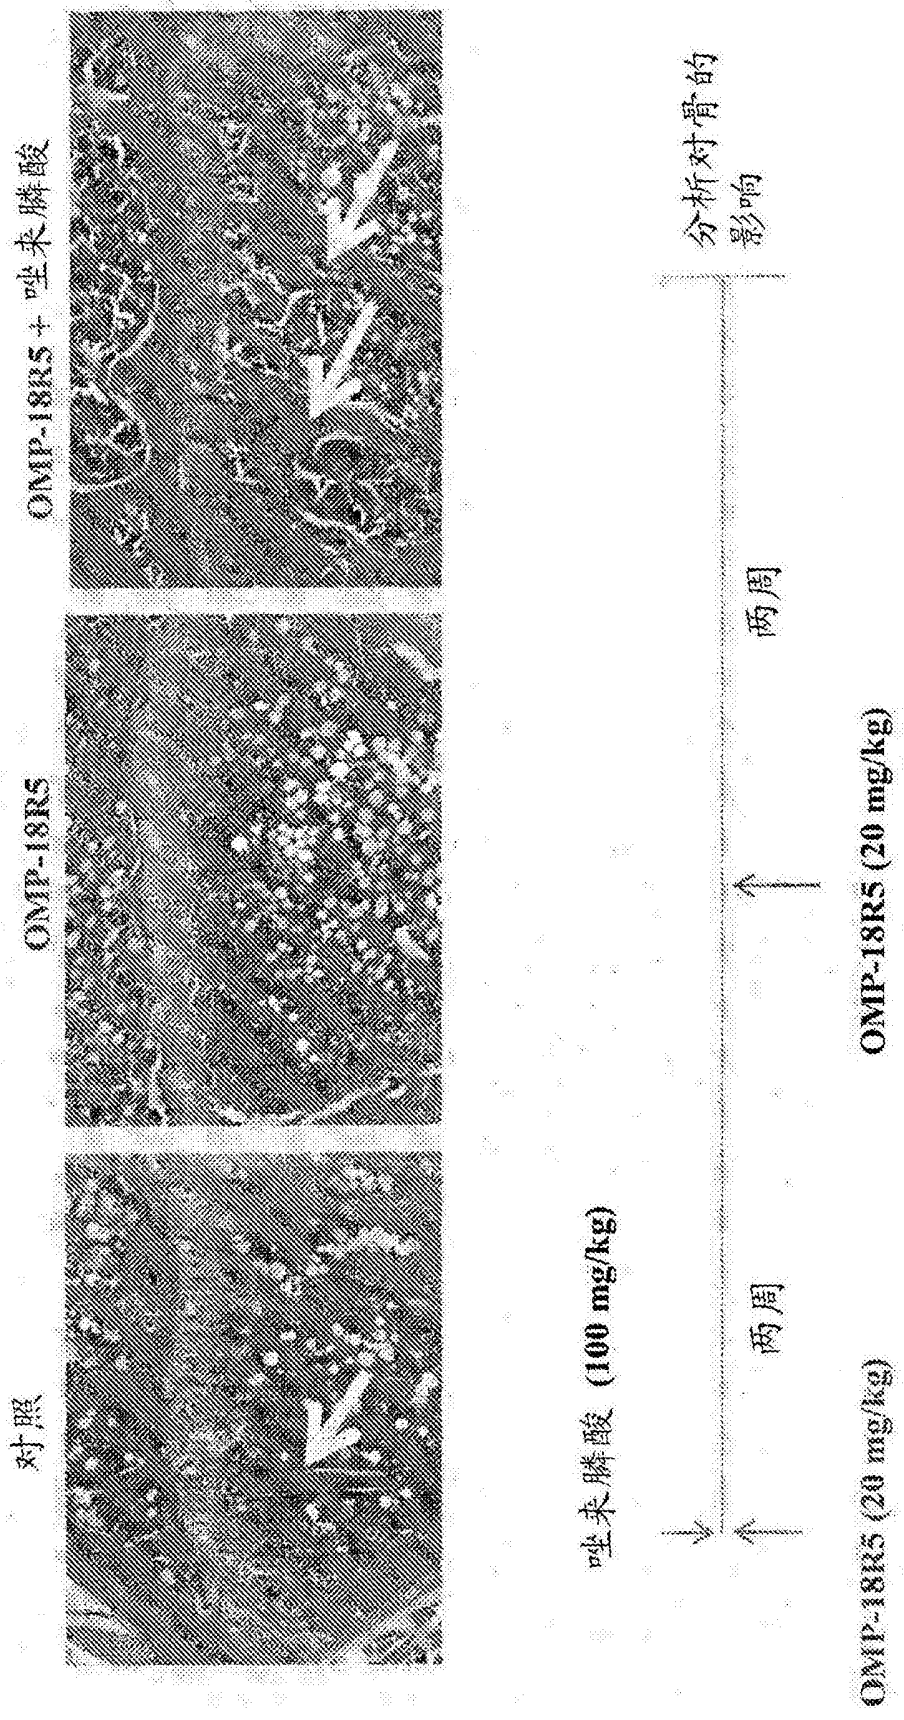 对照
OMP-18R5
OMP-18R5 + 唑来膦酸
唑来膦酸 (100 mg/kg)
分析对骨的
影响
两周
两周
OMP-18R5 (20 mg/kg)
OMP-18R5 (20 mg/kg)